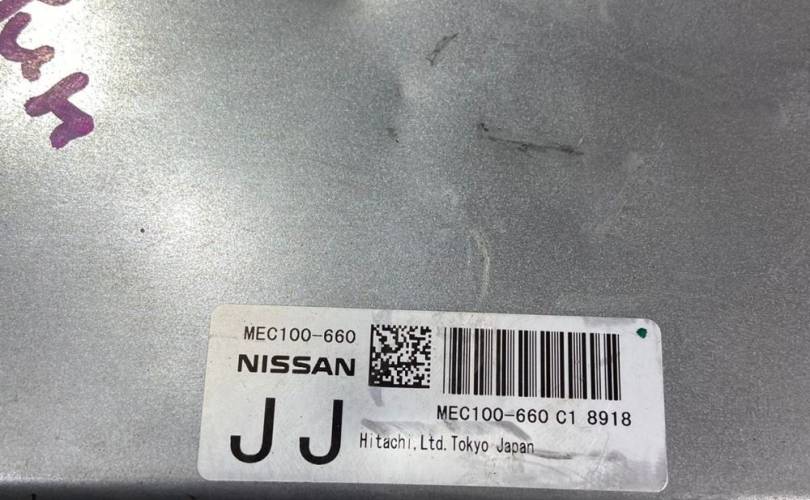 MEC100-660
NISSAN
MEC100-660 C1 8918
JJ
Hitachi,Ltd.Tokyo Japan